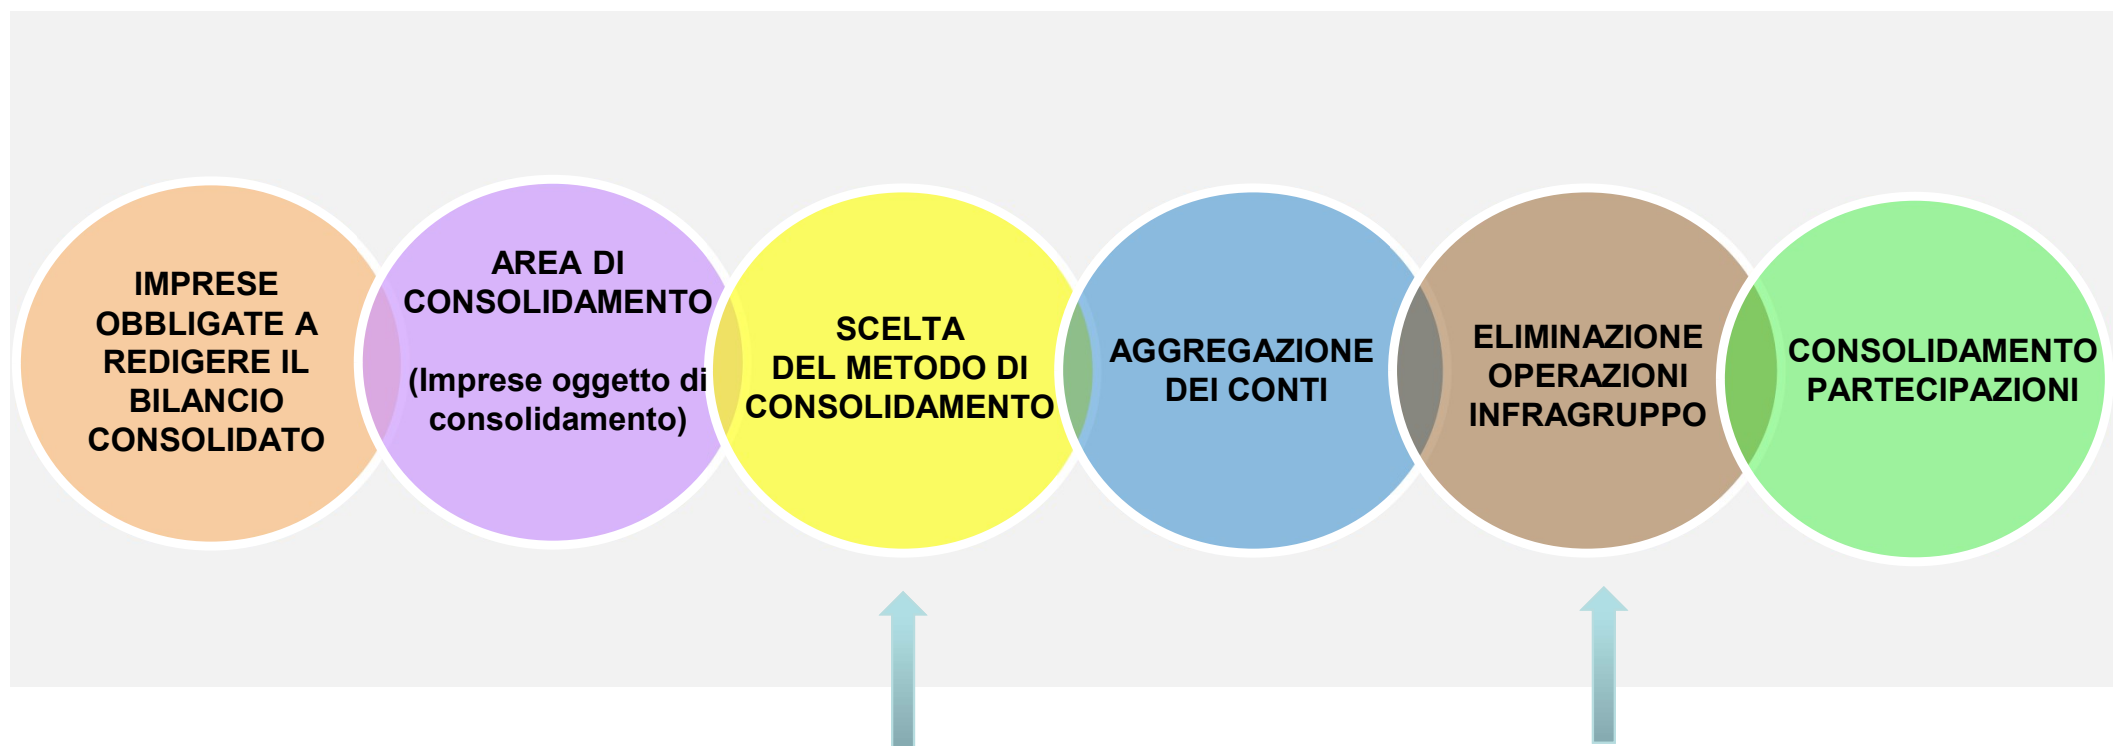 IMPRESE
OBBLIGATE A
REDIGERE IL
BILANCIO
CONSOLIDATO
AREA DI
CONSOLIDAMENTO
(Imprese oggetto di
consolidamento)
SCELTA
DEL METODO DI
CONSOLIDAMENTO
AGGREGAZIONE
DEI CONTI
ELIMINAZIONE
OPERAZIONI
INFRAGRUPPO
CONSOLIDAMENTO
PARTECIPAZIONI